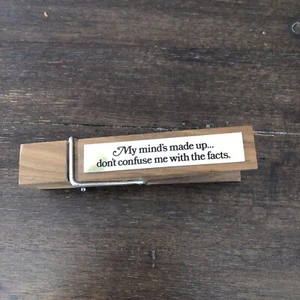 My mind's made up...
don't confuse me with the facts.